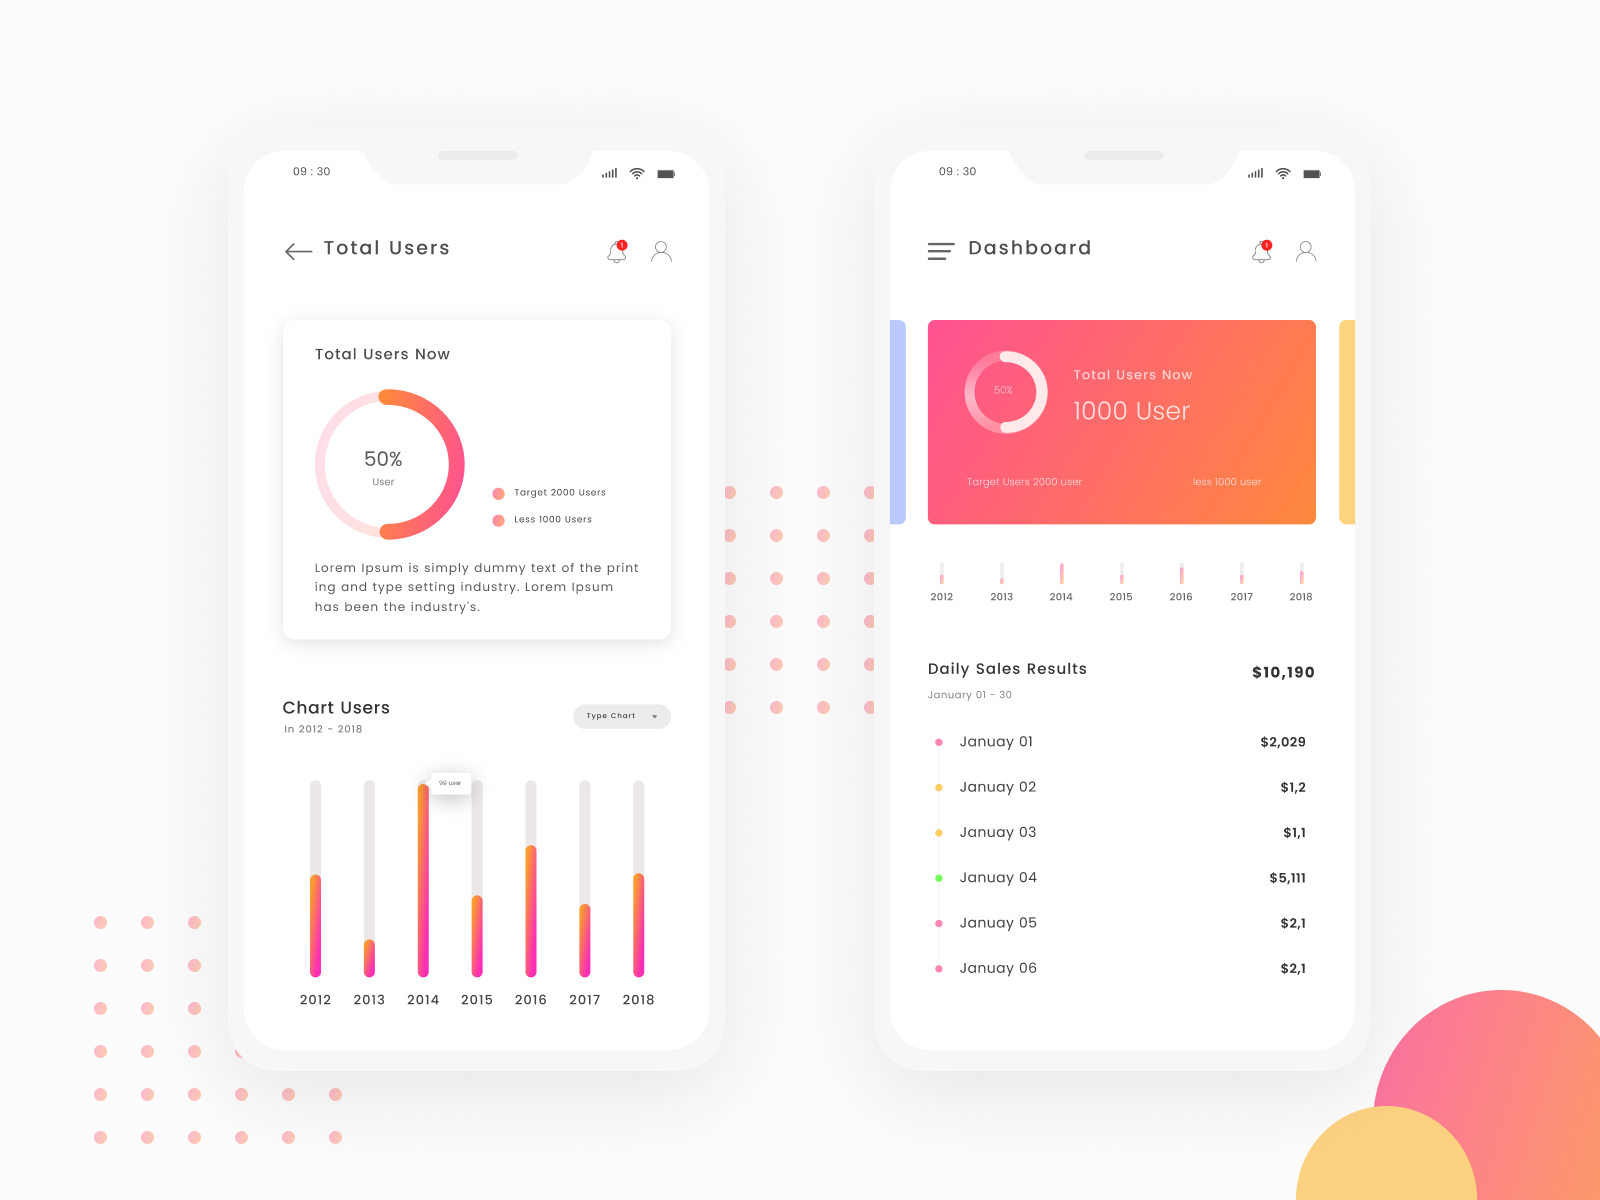 09 : 30
Total Users
1
Total Users Now
50%
User
Target 2000 Users
Less 1000 Users
Lorem Ipsum is simply dummy text of the print
ing and type setting industry. Lorem Ipsum
has been the industry's.
Chart Users
In 2012 - 2018
Type Chart
99 user
2012 2013 2014 2015 2016 2017 2018
09 : 30
Dashboard
1
50%
Total Users Now
1000 User
Target Users 2000 user
less 1000 user
2012 2013 2014 2015 2016 2017 2018
Daily Sales Results
$10,190
January 01 - 30
Januay 01 $2,029
Januay 02 $1,2
Januay 03 $1,1
Januay 04 $5,111
Januay 05 $2,1
Januay 06 $2,1